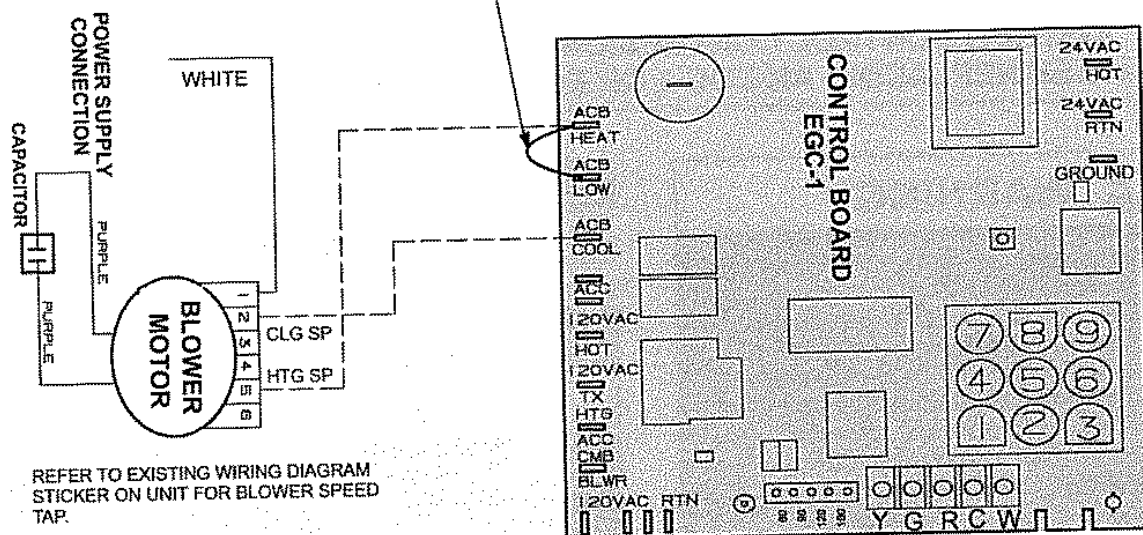 POWER SUPPLY
CONNECTION
WHITE
CAPACITOR
PURPLE
PURPLE
BLOWER
MOTOR
1
2
3
4
5
6
CLG SP
HTG SP
REFER TO EXISTING WIRING DIAGRAM
STICKER ON UNIT FOR BLOWER SPEED
TAP.
CONTROL BOARD
EGC-1
ACB
HEAT
ACB
LOW
ACB
COOL
ACC
120VAC
HOT
120VAC
TX
HTG
ACC
CMB
BLWR
120VAC RTN
24VAC
HOT
24VAC
RTN
GROUND
7 8 9
4 5 6
1 2 3
Y G R C W